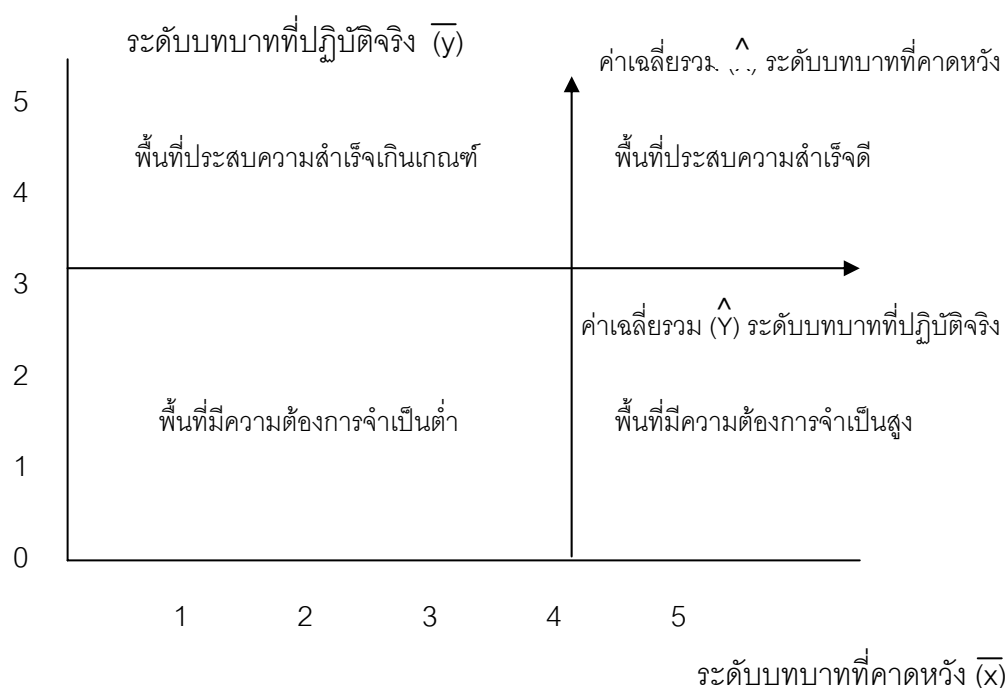 ระดับบทบาทที่ปฏิบัติจริง (y̅)
ค่าเฉลี่ยรวม ระดับบทบาทที่คาดหวัง
5
พื้นที่ประสบความสำเร็จเกินเกณฑ์
พื้นที่ประสบความสำเร็จดี
4
3
ค่าเฉลี่ยรวม (Ŷ) ระดับบทบาทที่ปฏิบัติจริง
2
พื้นที่มีความต้องการจำเป็นต่ำ
พื้นที่มีความต้องการจำเป็นสูง
1
0
1 2 3 4 5
ระดับบทบาทที่คาดหวัง (x̅)